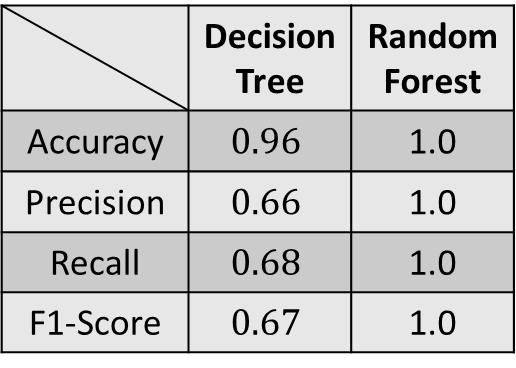 Decision Tree Random Forest
Accuracy 0.96 1.0
Precision 0.66 1.0
Recall 0.68 1.0
F1-Score 0.67 1.0